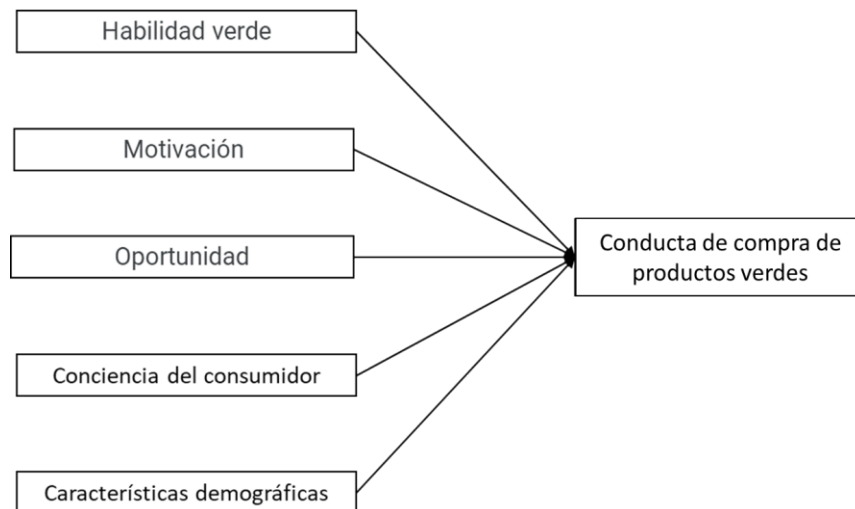 Habilidad verde
Motivación
Oportunidad
Conducta de compra de
productos verdes
Conciencia del consumidor
Características demográficas